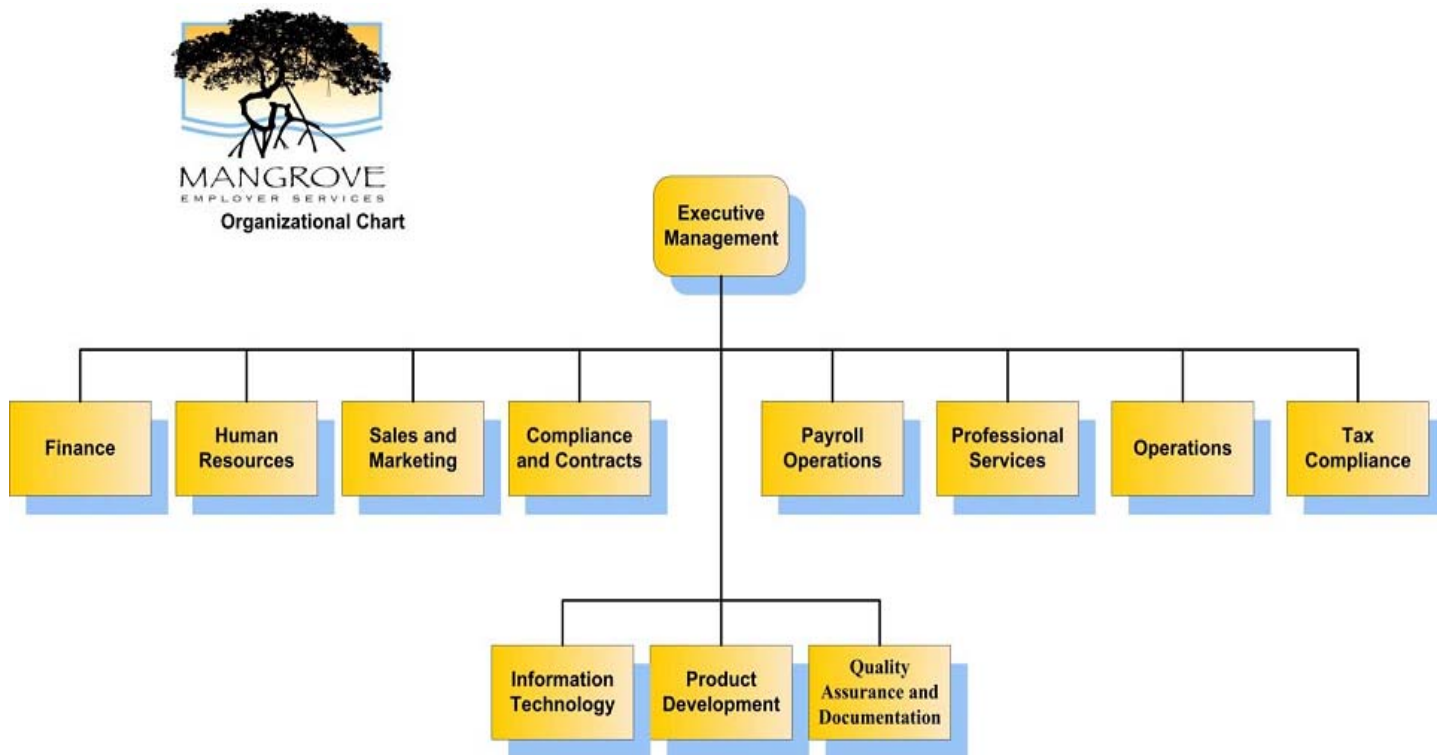 MANGROVE
EMPLOYER SERVICES
Organizational Chart
Executive
Management
Finance
Human
Resources
Sales and
Marketing
Compliance
and Contracts
Payroll
Operations
Professional
Services
Operations
Tax
Compliance
Information
Technology
Product
Development
Quality
Assurance and
Documentation